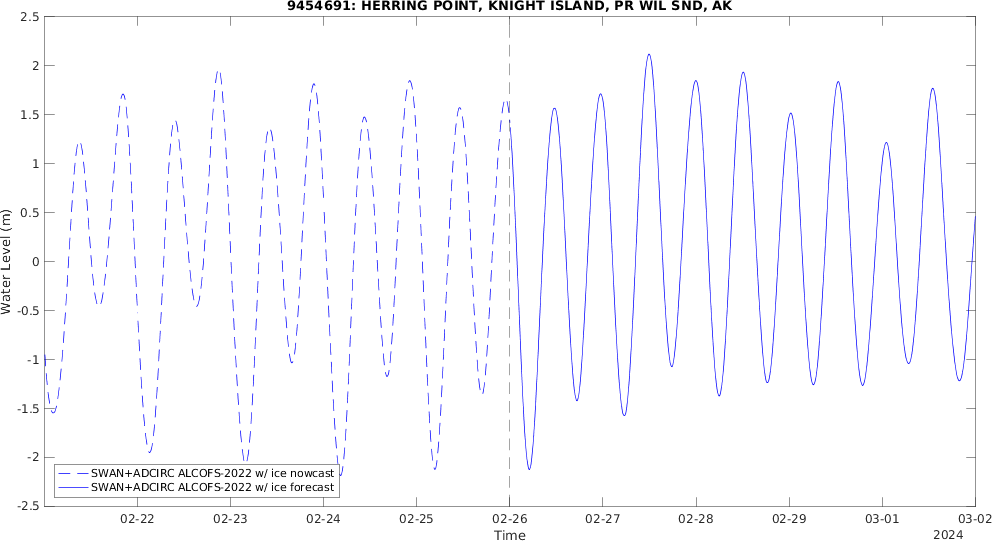 9454691: HERRING POINT, KNIGHT ISLAND, PR WIL SND, AK
2.5
2
1.5
1
0.5
0
-0.5
-1
-1.5
-2
-2.5
Water Level (m)
SWAN+ADCIRC ALCOFS-2022 w/ ice nowcast
SWAN+ADCIRC ALCOFS-2022 w/ ice forecast
02-22 02-23 02-24 02-25 02-26 02-27 02-28 02-29 03-01 03-02
Time
2024